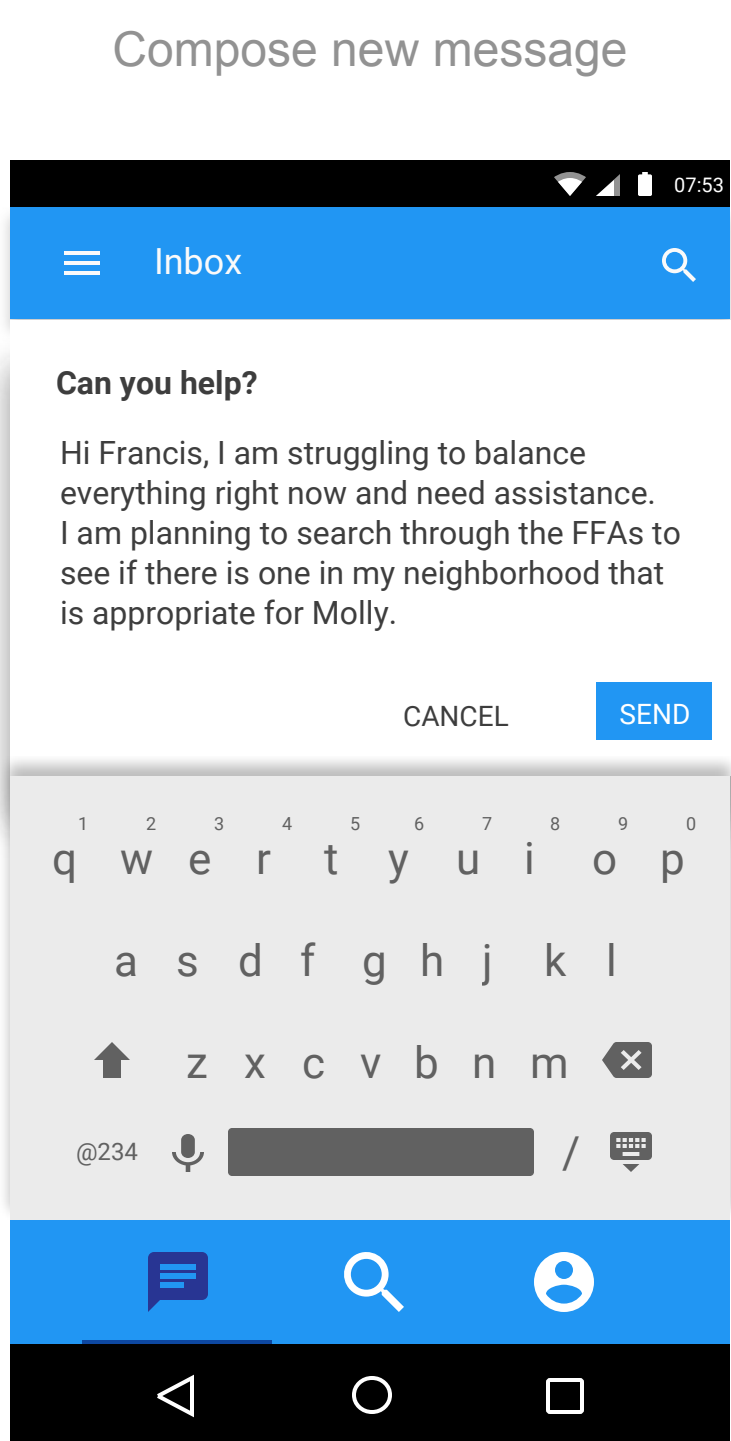 Compose new message
07:53
Inbox
Can you help?
Hi Francis, I am struggling to balance
everything right now and need assistance.
I am planning to search through the FFAs to
see if there is one in my neighborhood that
is appropriate for Molly.
CANCEL SEND
1 2 3 4 5 6 7 8 9 0
q w e r t y u i o p
a s d f g h j k l
z x c v b n m
@234 /